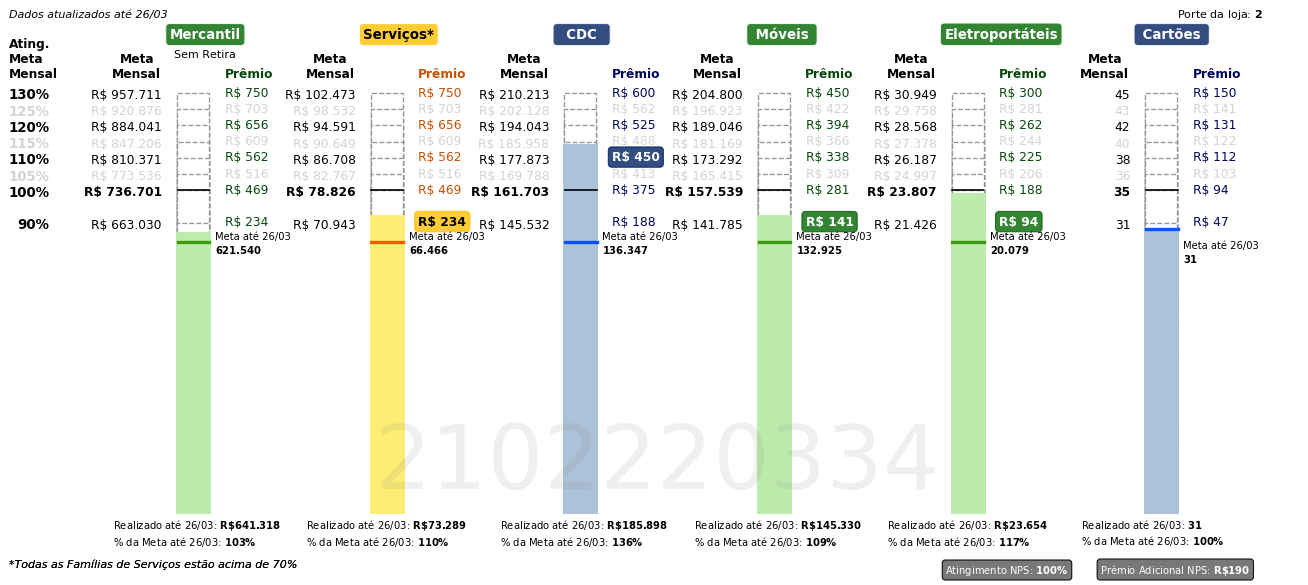 Dados atualizados até 26/03 Porte da loja: 2
Mercantil Serviços* CDC Móveis Eletroportáteis Cartões
Sem Retira
Ating. Meta Mensal Meta Mensal Prêmio Meta Mensal Prêmio Meta Mensal Prêmio Meta Mensal Prêmio Meta Mensal Prêmio Meta Mensal Prêmio
130% R$ 957.711 R$ 750 R$ 102.473 R$ 750 R$ 210.213 R$ 600 R$ 204.800 R$ 450 R$ 30.949 R$ 300 45 R$ 150
125% R$ 920.876 R$ 703 R$ 98.532 R$ 703 R$ 202.128 R$ 562 R$ 196.923 R$ 422 R$ 29.758 R$ 281 43 R$ 141
120% R$ 884.041 R$ 656 R$ 94.591 R$ 656 R$ 194.043 R$ 525 R$ 189.046 R$ 394 R$ 28.568 R$ 262 42 R$ 131
115% R$ 847.206 R$ 609 R$ 90.649 R$ 609 R$ 185.958 R$ 488 R$ 181.169 R$ 366 R$ 27.378 R$ 244 40 R$ 122
110% R$ 810.371 R$ 562 R$ 86.708 R$ 562 R$ 177.873 R$ 450 R$ 173.292 R$ 338 R$ 26.187 R$ 225 38 R$ 112
105% R$ 773.536 R$ 516 R$ 82.767 R$ 516 R$ 169.788 R$ 413 R$ 165.415 R$ 309 R$ 24.997 R$ 206 36 R$ 103
100% R$ 736.701 R$ 469 R$ 78.826 R$ 469 R$ 161.703 R$ 375 R$ 157.539 R$ 281 R$ 23.807 R$ 188 35 R$ 94
90% R$ 663.030 R$ 234 R$ 70.943 R$ 234 R$ 145.532 R$ 188 R$ 141.785 R$ 141 R$ 21.426 R$ 94 31 R$ 47
Meta até 26/03 Meta até 26/03 Meta até 26/03 Meta até 26/03 Meta até 26/03 Meta até 26/03
621.540 66.466 136.347 132.925 20.079 31
2102220334
Realizado até 26/03: R$641.318 Realizado até 26/03: R$73.289 Realizado até 26/03: R$185.898 Realizado até 26/03: R$145.330 Realizado até 26/03: R$23.654 Realizado até 26/03: 31
% da Meta até 26/03: 103% % da Meta até 26/03: 110% % da Meta até 26/03: 136% % da Meta até 26/03: 109% % da Meta até 26/03: 117% % da Meta até 26/03: 100%
*Todas as Famílias de Serviços estão acima de 70% Atingimento NPS: 100% Prêmio Adicional NPS: R$190